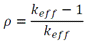 ρ = (k_eff − 1) / k_eff